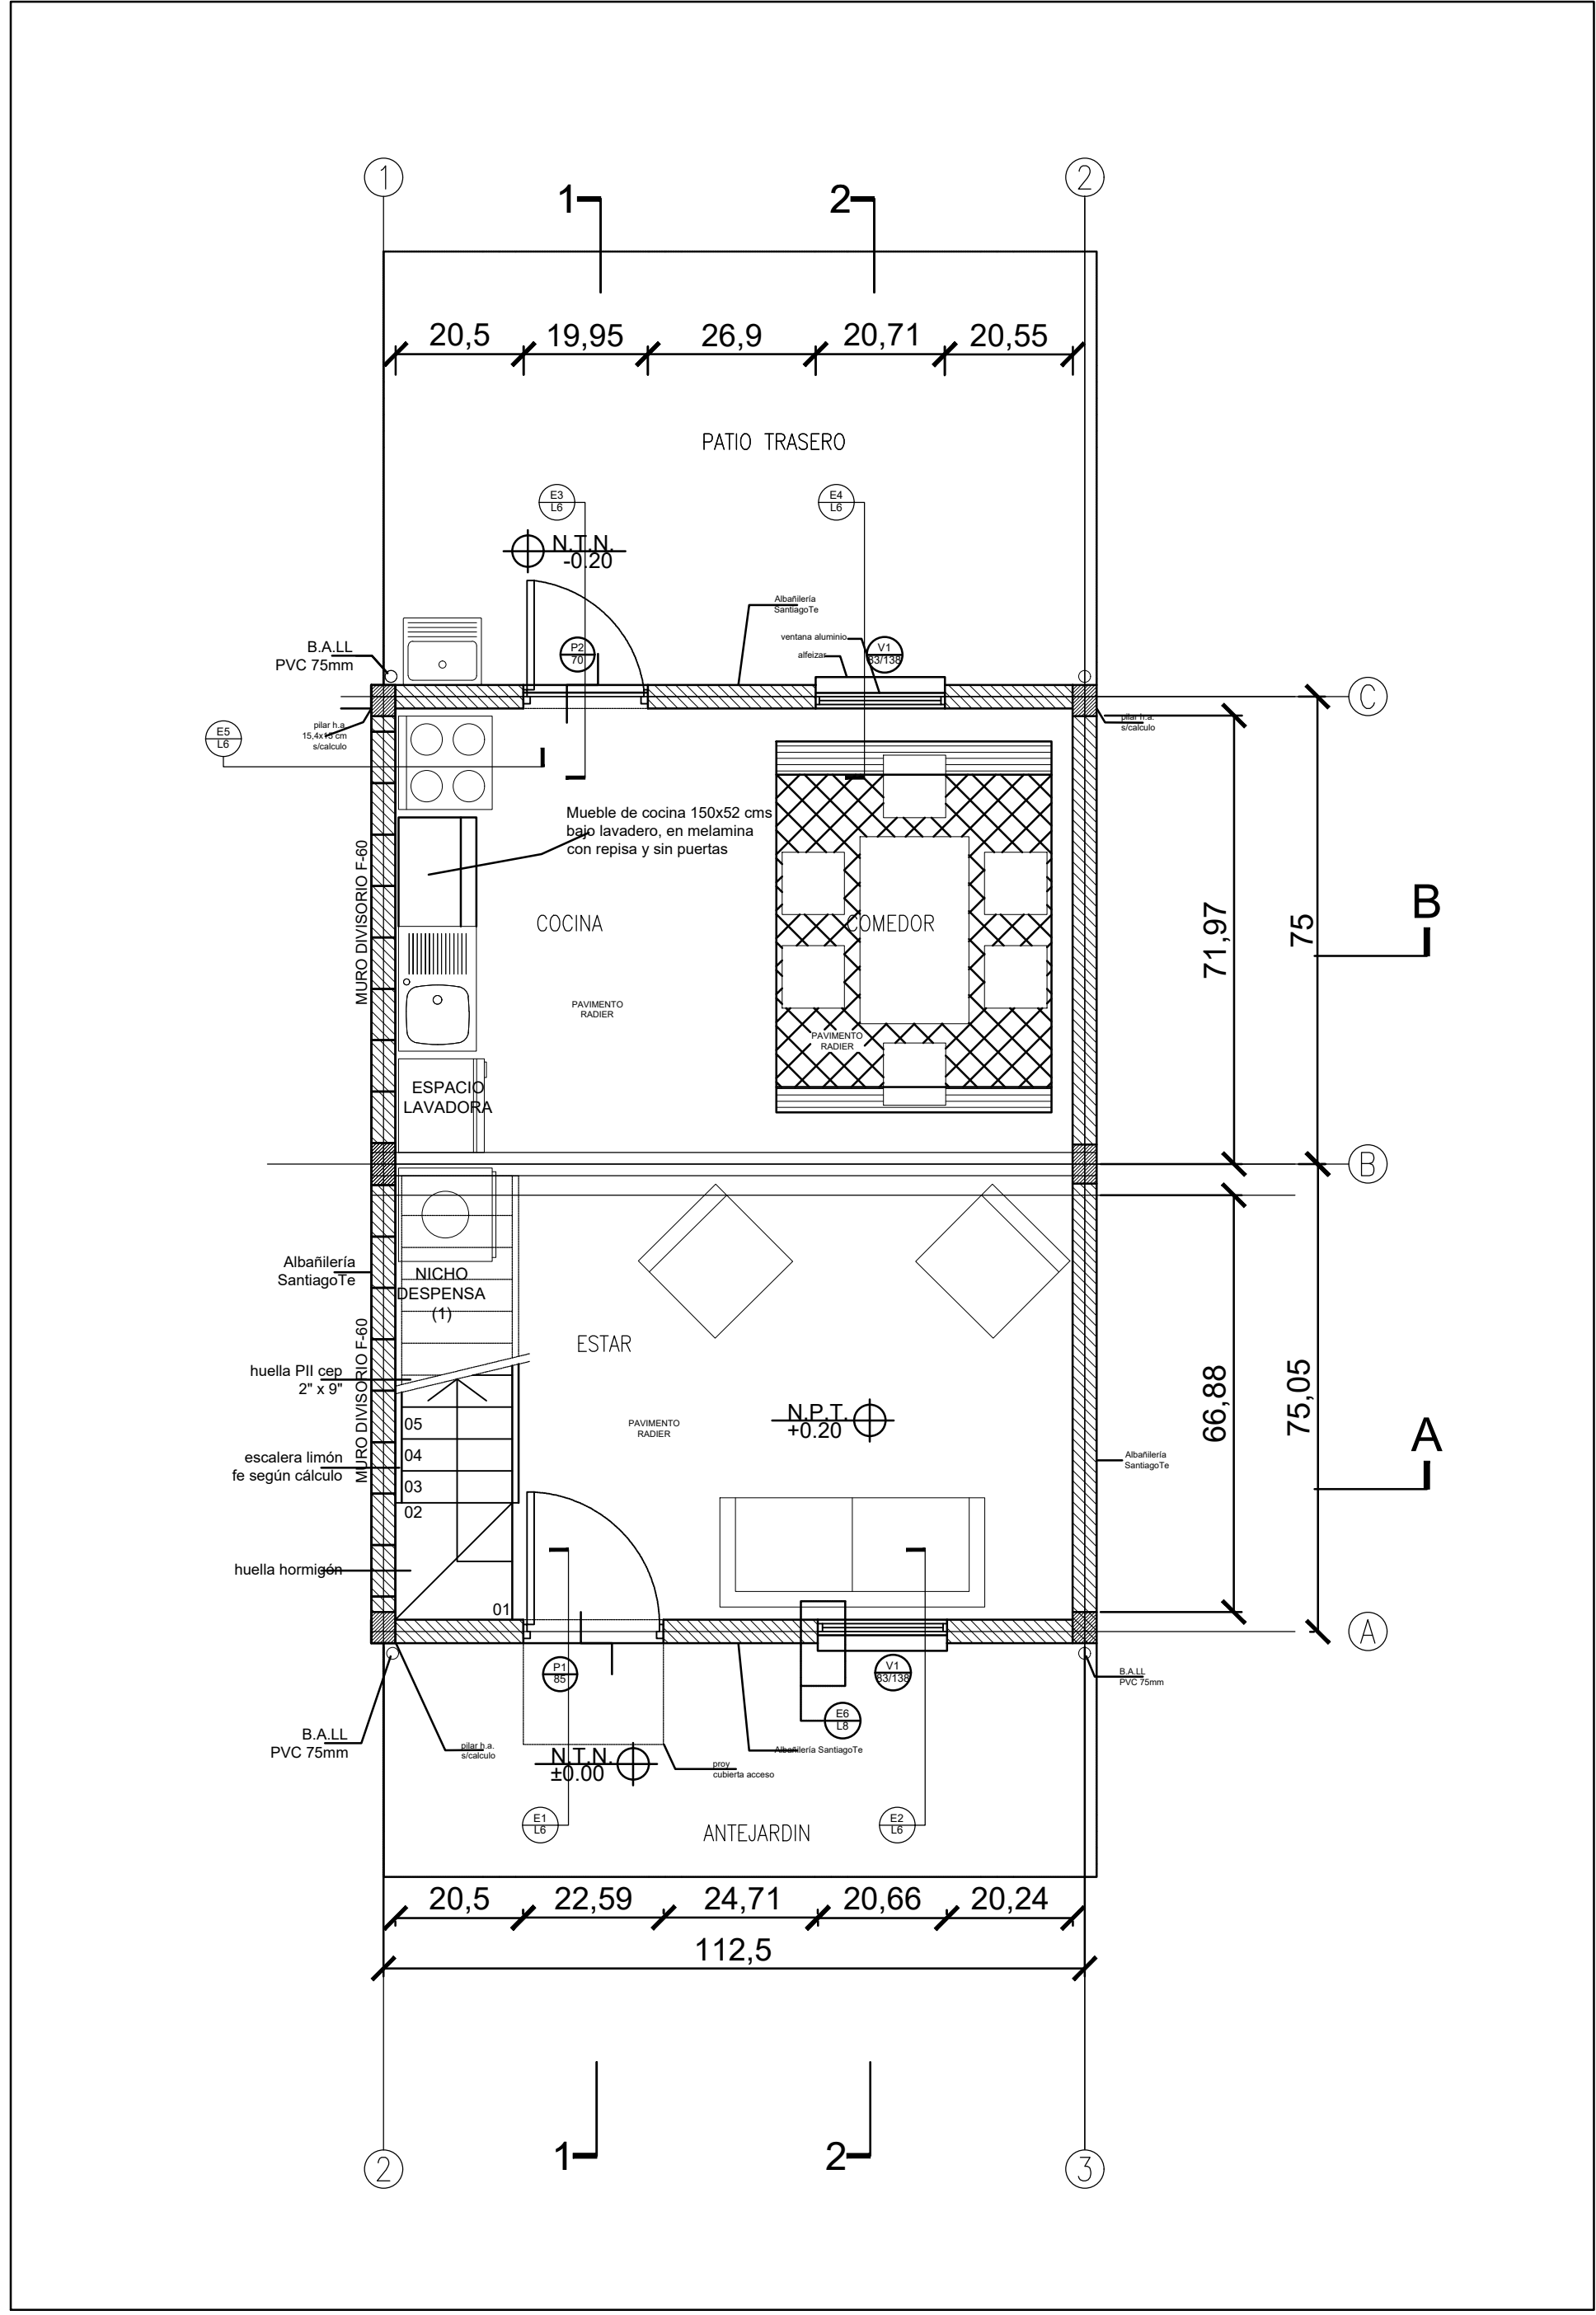 1
2
1
2
20,5
19,95
26,9
20,71
20,55
PATIO TRASERO
E3
L6
E4
L6
N.T.N.
-0.20
Albañilería
SantiagoTe
ventana aluminio
alfeizar
P2
70
V1
83/138
B.A.LL
PVC 75mm
C
pilar h.a.
15,4x15 cm
s/calculo
pilar h.a.
s/calculo
E5
L6
Mueble de cocina 150x52 cms
bajo lavadero, en melamina
con repisa y sin puertas
MURO DIVISORIO F-60
COCINA
COMEDOR
71,97
75
B
PAVIMENTO
RADIER
PAVIMENTO
RADIER
ESPACIO
LAVADORA
B
Albañilería
SantiagoTe
NICHO
DESPENSA
(1)
ESTAR
huella PII cep
2" x 9"
MURO DIVISORIO F-60
66,88
75,05
A
05
04
03
02
01
PAVIMENTO
RADIER
N.P.T.
+0.20
escalera limón
fe según cálculo
Albañilería
SantiagoTe
huella hormigón
A
P1
85
V1
83/138
B.A.LL
PVC 75mm
E6
L8
B.A.LL
PVC 75mm
pilar h.a.
s/calculo
N.T.N.
±0.00
Albañilería SantiagoTe
proy
cubierta acceso
E1
L6
E2
L6
ANTEJARDIN
20,5
22,59
24,71
20,66
20,24
112,5
1
2
2
3